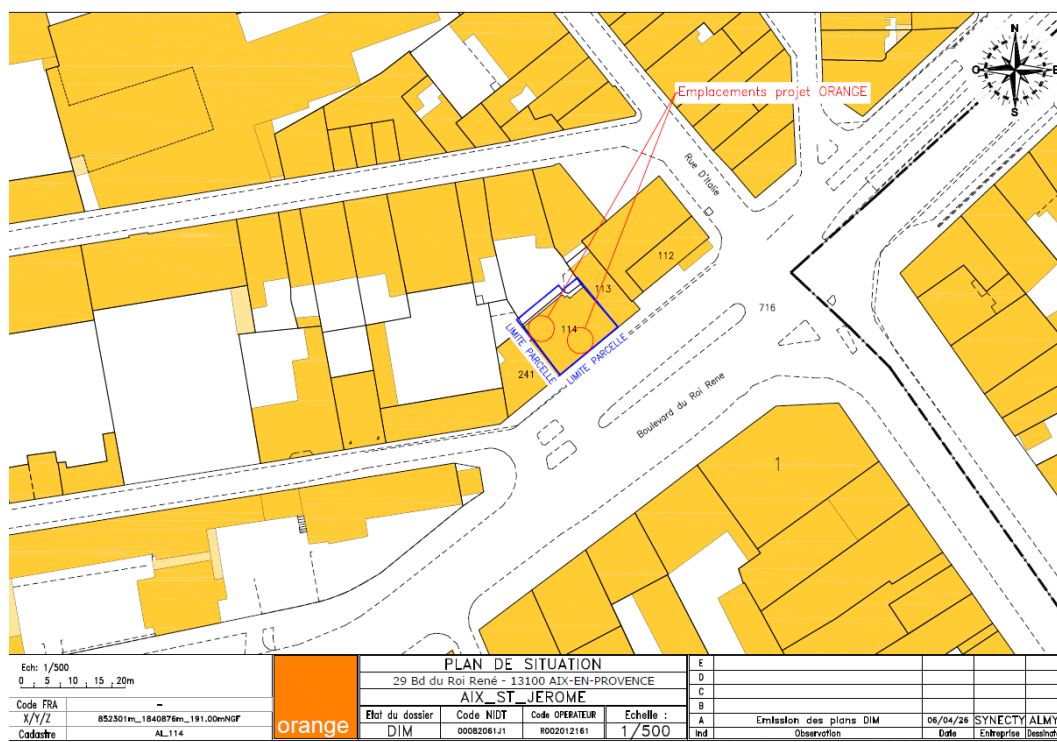 N
O E
S
Emplacements projet ORANGE
Rue D'Italie
112
113
114
716
LIMITE PARCELLE
LIMITE PARCELLE
241
Boulevard du Roi Rene
1
Ech: 1/500
0 5 10 15 20m
Code FRA -
X/Y/Z 852301m_1840876m_191.00mNGF
Cadastre AL_114
orange
PLAN DE SITUATION
29 Bd du Roi René - 13100 AIX-EN-PROVENCE
AIX_ST_JEROME
Etat du dossier Code NIDT Code OPERATEUR Echelle :
DIM 00082061J1 R002012161 1/500
E
D
C
B
A Emission des plans DIM 06/04/26 SYNECTY ALMY
Ind Observation Date Entreprise Dessinat